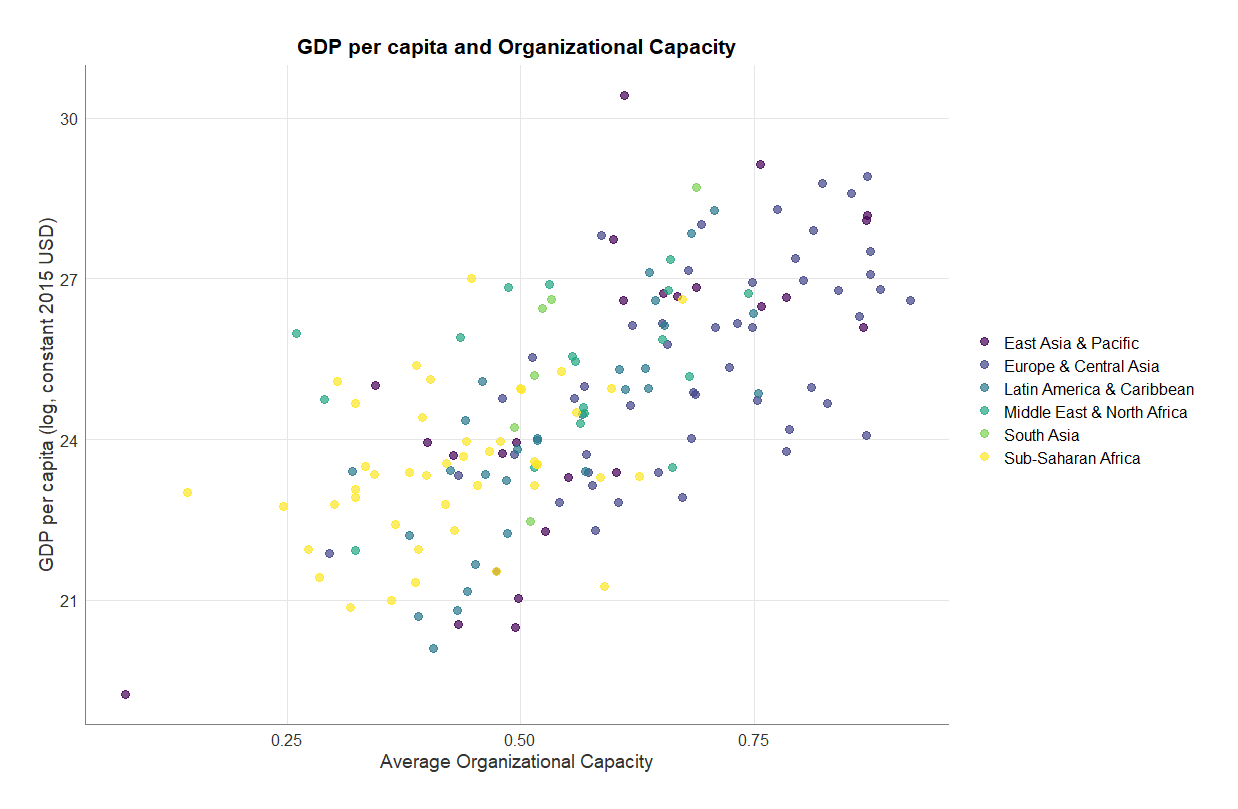 GDP per capita and Organizational Capacity
GDP per capita (log, constant 2015 USD)
30
27
24
21
0.25
0.50
0.75
Average Organizational Capacity
East Asia & Pacific
Europe & Central Asia
Latin America & Caribbean
Middle East & North Africa
South Asia
Sub-Saharan Africa